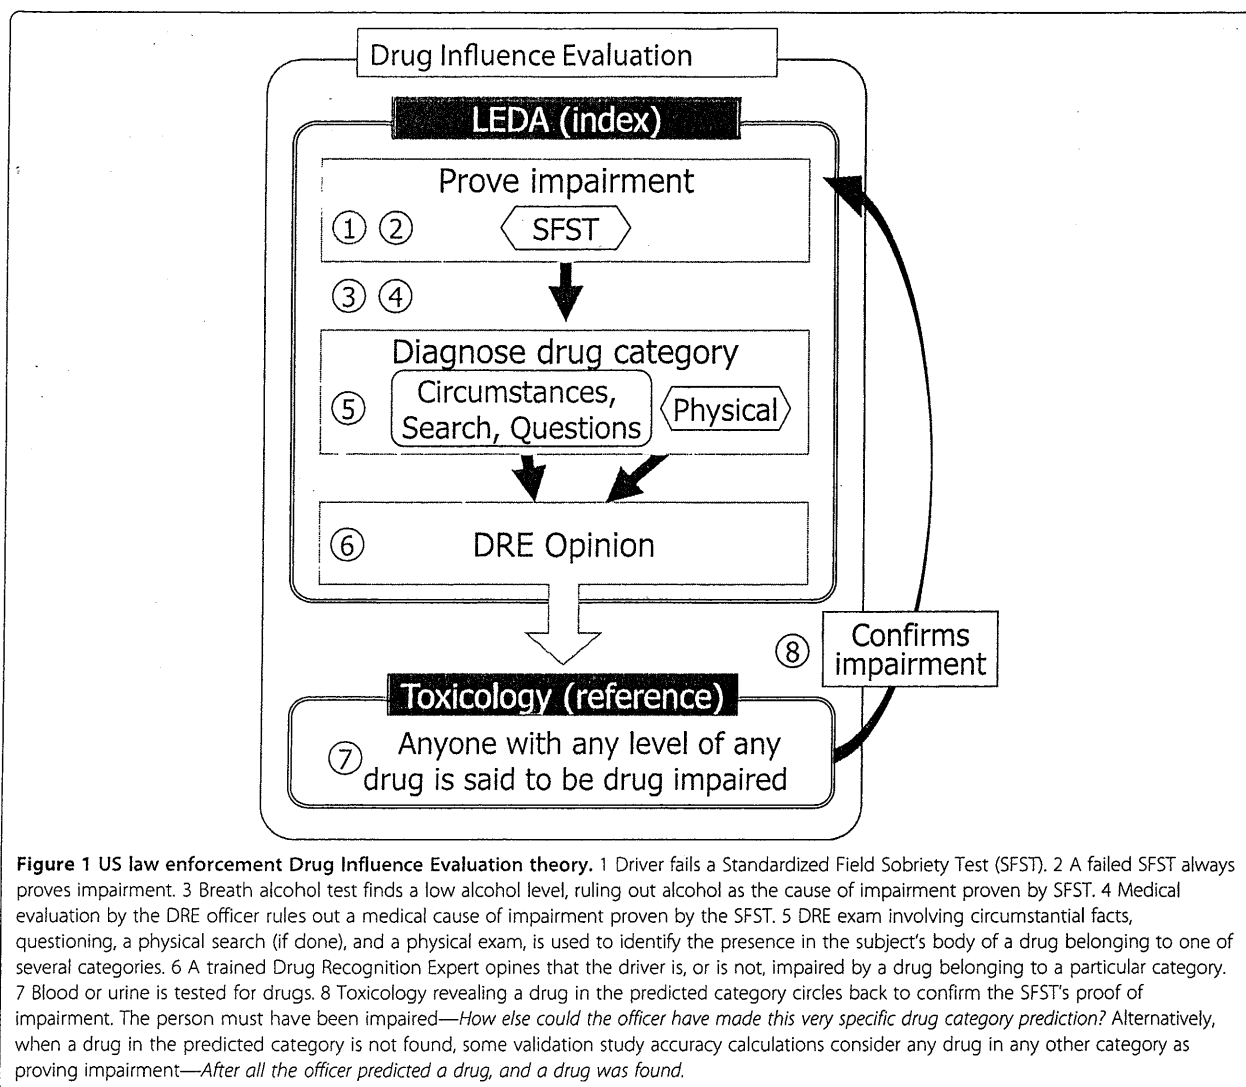 Drug Influence Evaluation
LEDA (index)
Prove impairment
① ② SFST
③ ④
Diagnose drug category
Circumstances,
⑤ Search, Questions Physical
⑥ DRE Opinion
⑧ Confirms
impairment
Toxicology (reference)
⑦ Anyone with any level of any
drug is said to be drug impaired
Figure 1 US law enforcement Drug Influence Evaluation theory. 1 Driver fails a Standardized Field Sobriety Test (SFST). 2 A failed SFST always
proves impairment. 3 Breath alcohol test finds a low alcohol level, ruling out alcohol as the cause of impairment proven by SFST. 4 Medical
evaluation by the DRE officer rules out a medical cause of impairment proven by the SFST. 5 DRE exam involving circumstantial facts,
questioning, a physical search (if done), and a physical exam, is used to identify the presence in the subject's body of a drug belonging to one of
several categories. 6 A trained Drug Recognition Expert opines that the driver is, or is not, impaired by a drug belonging to a particular category.
7 Blood or urine is tested for drugs. 8 Toxicology revealing a drug in the predicted category circles back to confirm the SFST's proof of
impairment. The person must have been impaired—How else could the officer have made this very specific drug category prediction? Alternatively,
when a drug in the predicted category is not found, some validation study accuracy calculations consider any drug in any other category as
proving impairment—After all the officer predicted a drug, and a drug was found.